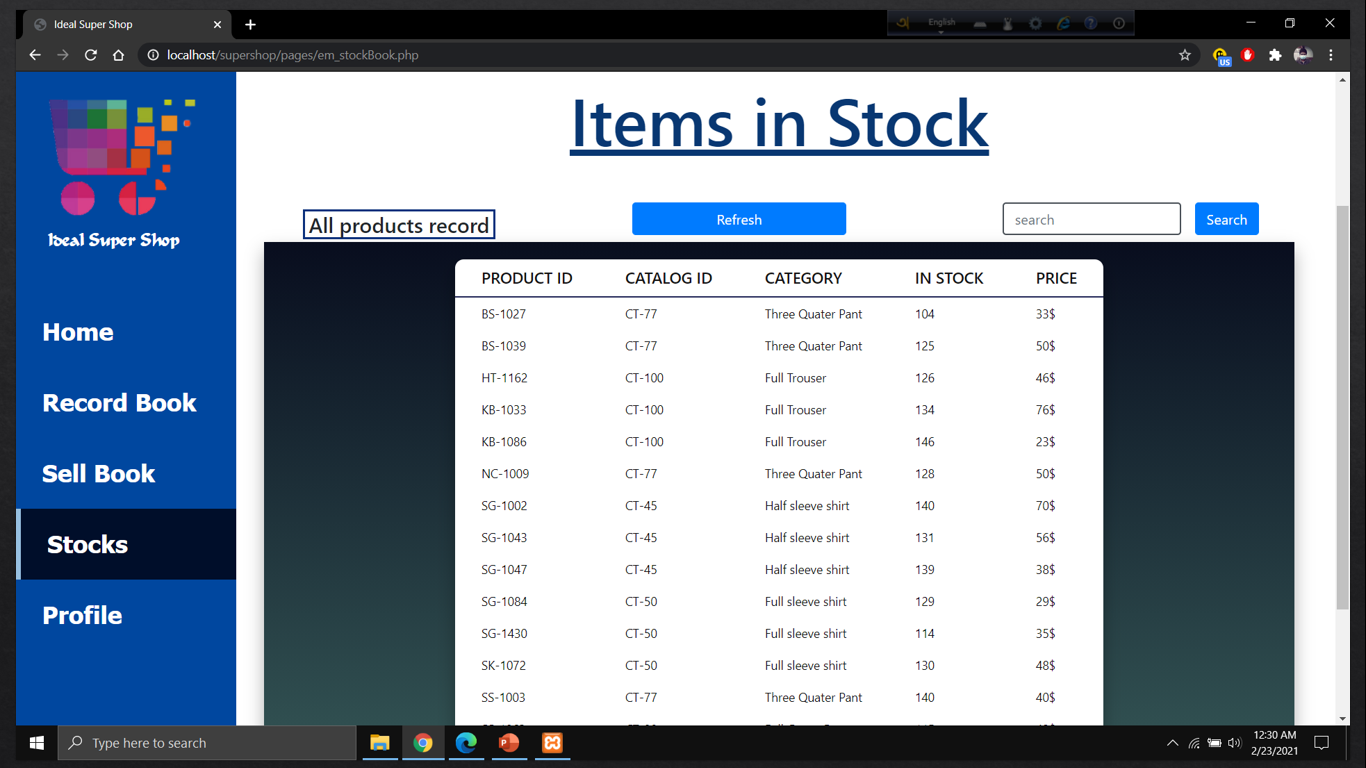 Ideal Super Shop
English
localhost/supershop/pages/em_stockBook.php
US
Ideal Super Shop
Home
Record Book
Sell Book
Stocks
Profile
Items in Stock
All products record
Refresh
search
Search
PRODUCT ID CATALOG ID CATEGORY IN STOCK PRICE
BS-1027 CT-77 Three Quater Pant 104 33$
BS-1039 CT-77 Three Quater Pant 125 50$
HT-1162 CT-100 Full Trouser 126 46$
KB-1033 CT-100 Full Trouser 134 76$
KB-1086 CT-100 Full Trouser 146 23$
NC-1009 CT-77 Three Quater Pant 128 50$
SG-1002 CT-45 Half sleeve shirt 140 70$
SG-1043 CT-45 Half sleeve shirt 131 56$
SG-1047 CT-45 Half sleeve shirt 139 38$
SG-1084 CT-50 Full sleeve shirt 129 29$
SG-1430 CT-50 Full sleeve shirt 114 35$
SK-1072 CT-50 Full sleeve shirt 130 48$
SS-1003 CT-77 Three Quater Pant 140 40$
Type here to search
12:30 AM
2/23/2021